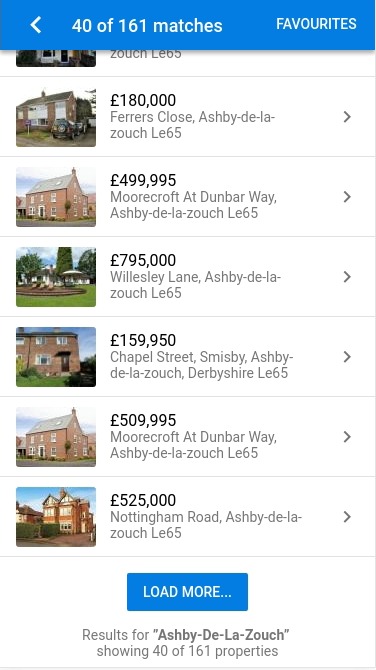 40 of 161 matches
FAVOURITES
zouch Le65
£180,000
Ferrers Close, Ashby-de-la-
zouch Le65
£499,995
Moorecroft At Dunbar Way,
Ashby-de-la-zouch Le65
£795,000
Willesley Lane, Ashby-de-la-
zouch Le65
£159,950
Chapel Street, Smisby, Ashby-
de-la-zouch, Derbyshire Le65
£509,995
Moorecroft At Dunbar Way,
Ashby-de-la-zouch Le65
£525,000
Nottingham Road, Ashby-de-la-
zouch Le65
LOAD MORE...
Results for ”Ashby-De-La-Zouch”
showing 40 of 161 properties